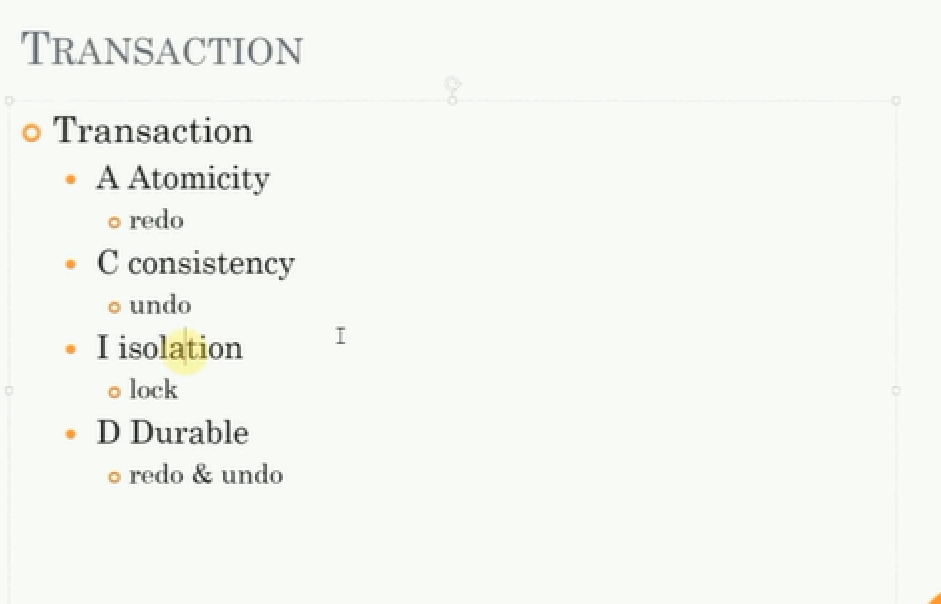 TRANSACTION
Transaction
A Atomicity
redo
C consistency
undo
I isolation
lock
D Durable
redo & undo